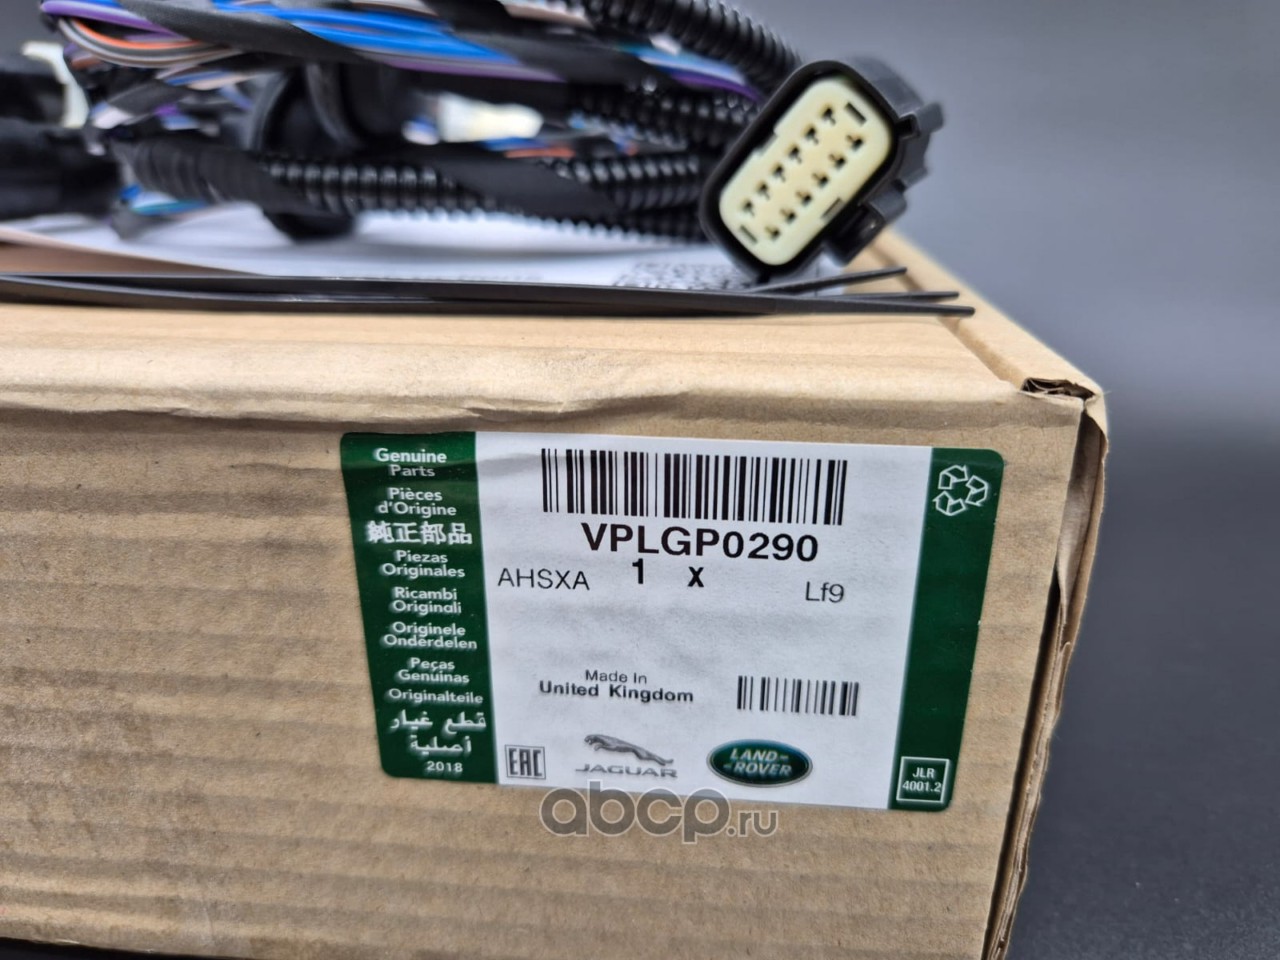 Genuine
Parts
Pièces
d'Origine
純正部品
Piezas
Originales
Ricambi
Originali
Originele
Onderdelen
Peças
Genuínas
Originalteile
قطع غيار
أصلية
2018
VPLGP0290
AHSXA 1 x Lf9
Made In
United Kingdom
EAC
JAGUAR
LAND-
-ROVER
JLR
4001.2
abcp.ru